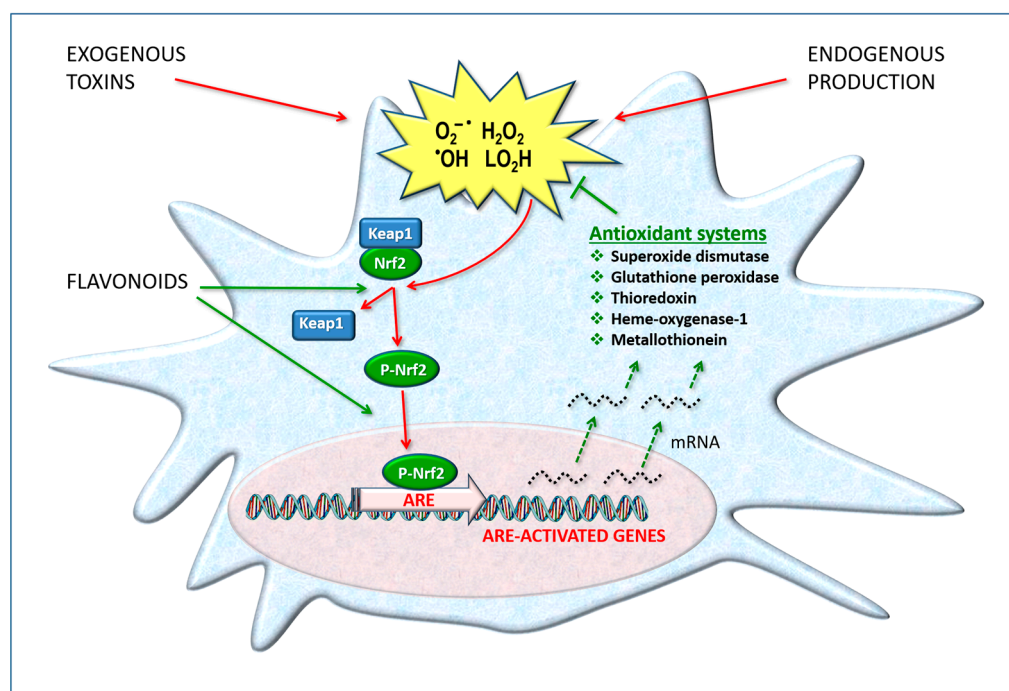 EXOGENOUS
TOXINS
ENDOGENOUS
PRODUCTION
O₂⁻˙ H₂O₂
˙OH LO₂H
Keap1
Nrf2
FLAVONOIDS
Keap1
P-Nrf2
Antioxidant systems
❖ Superoxide dismutase
❖ Glutathione peroxidase
❖ Thioredoxin
❖ Heme-oxygenase-1
❖ Metallothionein
mRNA
P-Nrf2
ARE
ARE-ACTIVATED GENES